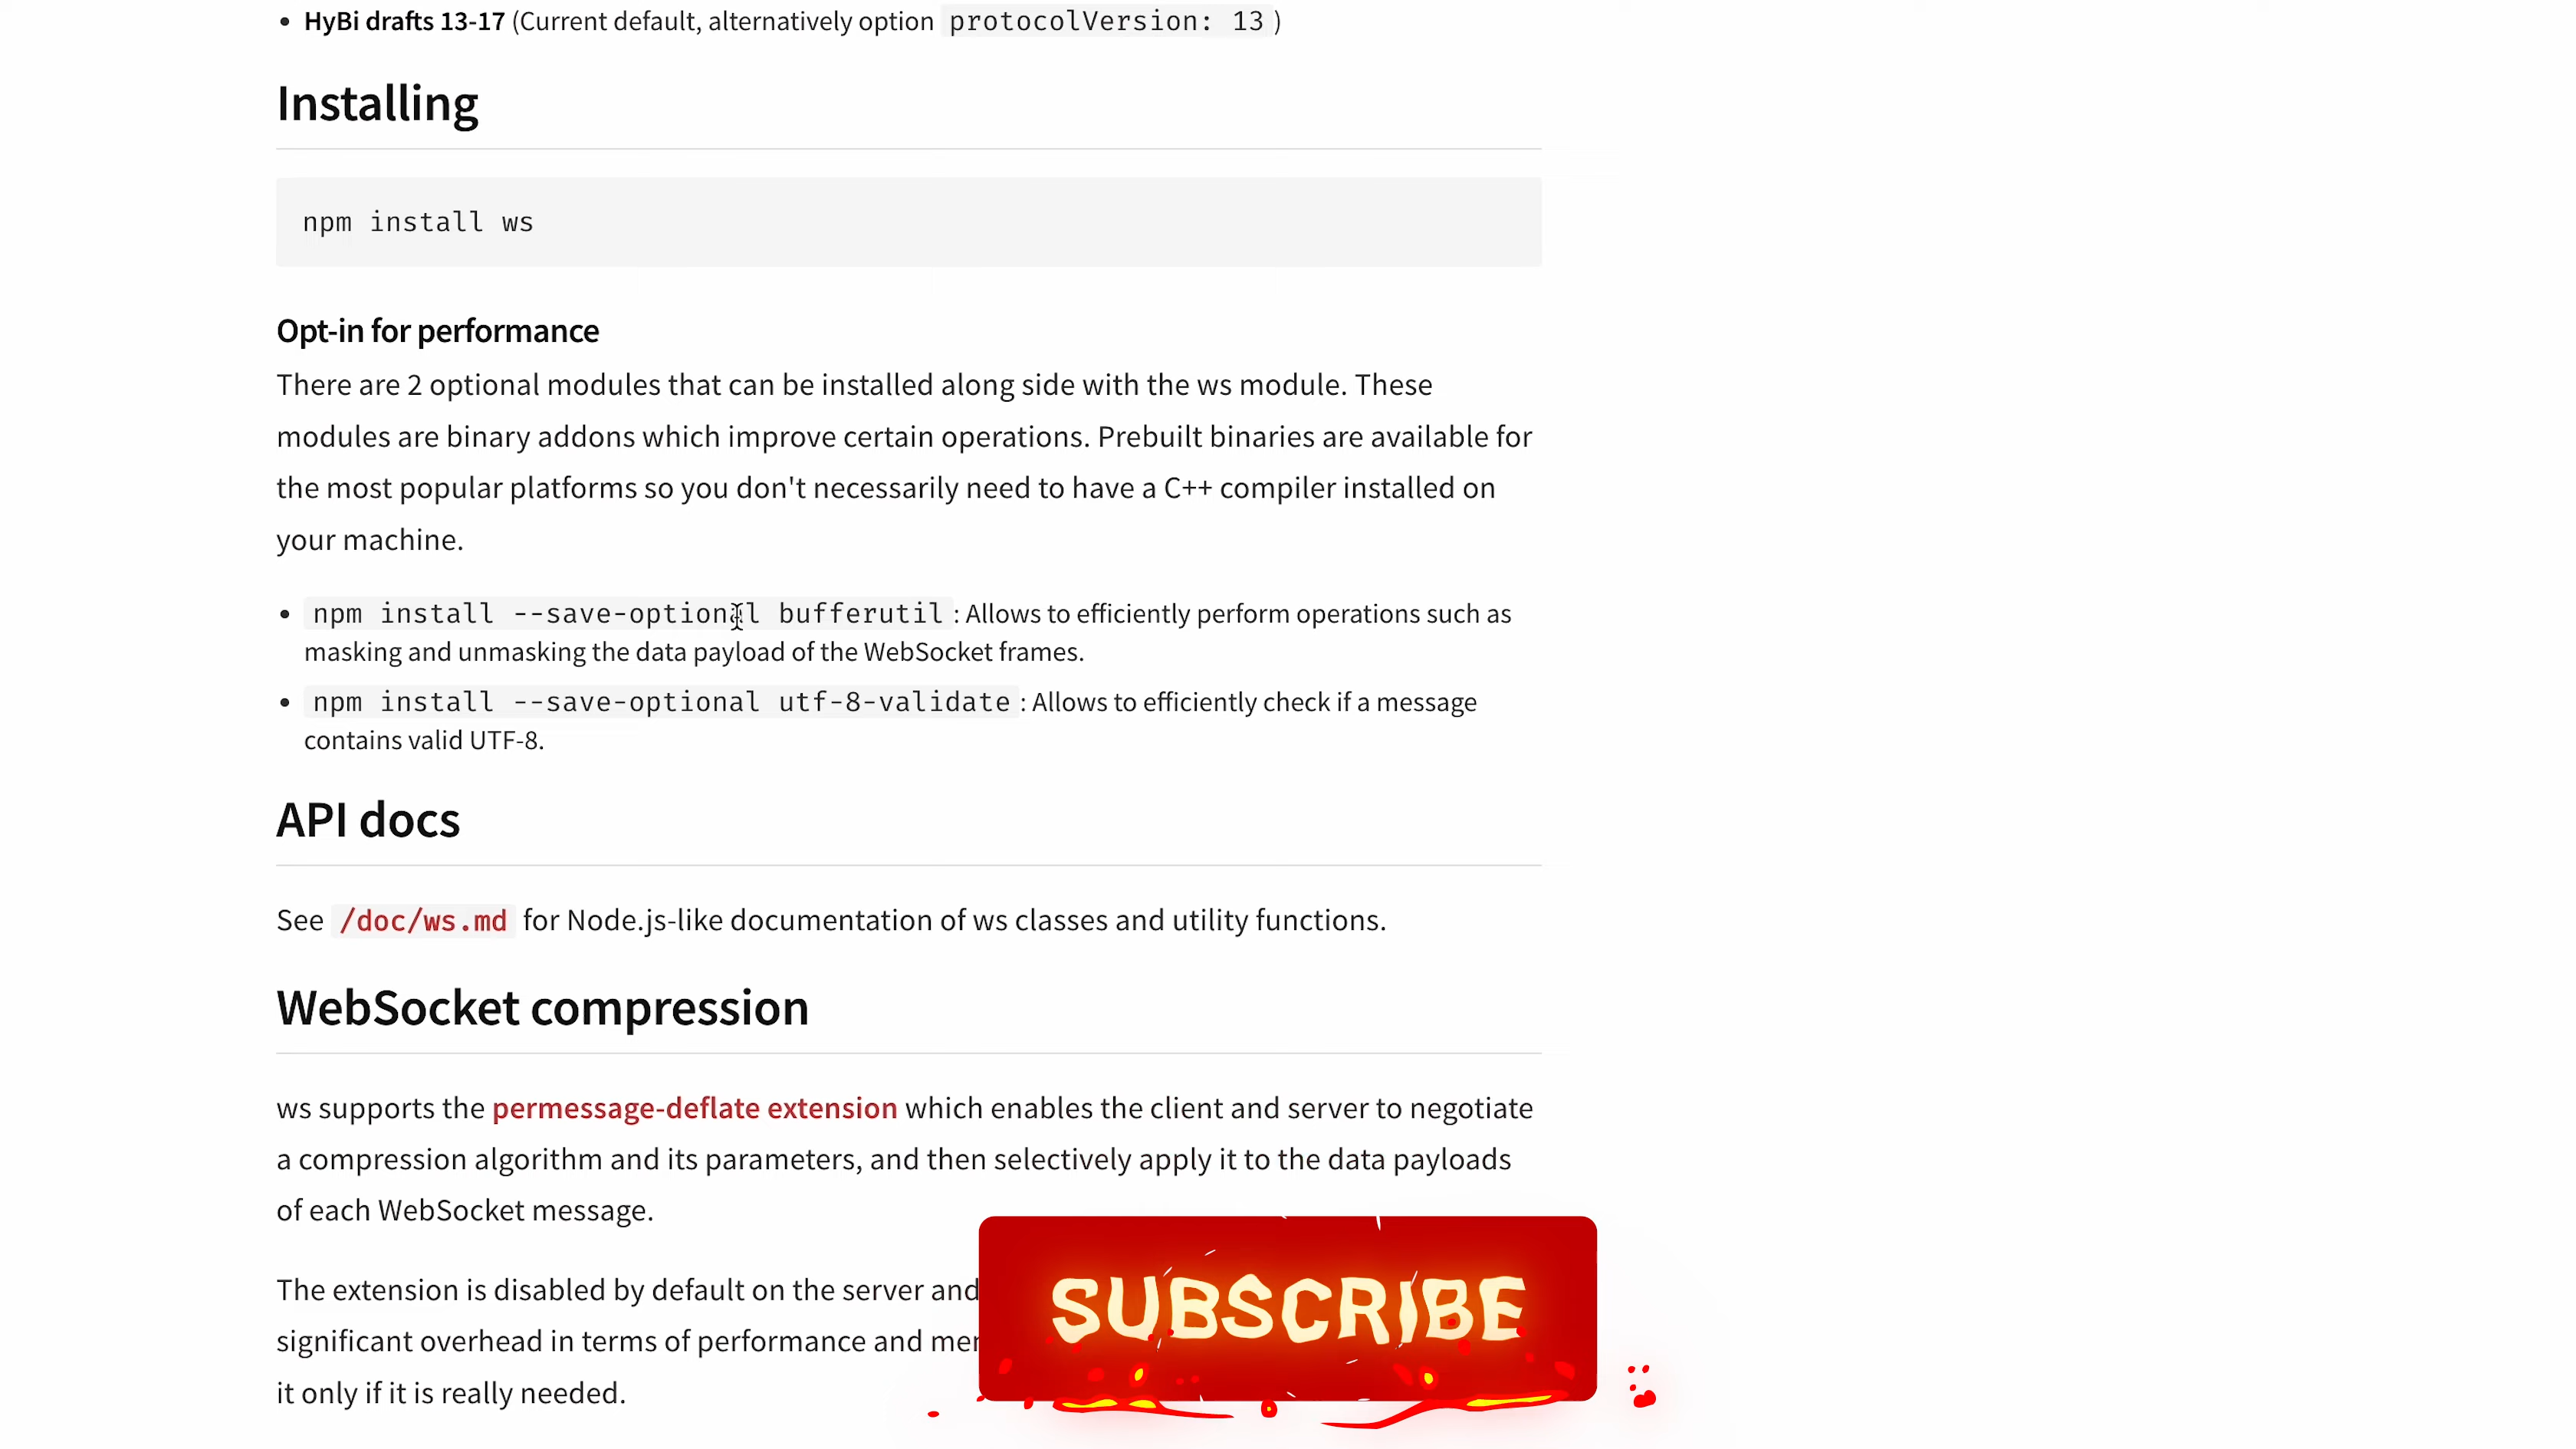 HyBi drafts 13-17 (Current default, alternatively option protocolVersion: 13)
Installing
npm install ws
Opt-in for performance
There are 2 optional modules that can be installed along side with the ws module. These
modules are binary addons which improve certain operations. Prebuilt binaries are available for
the most popular platforms so you don't necessarily need to have a C++ compiler installed on
your machine.
npm install --save-optional bufferutil : Allows to efficiently perform operations such as
masking and unmasking the data payload of the WebSocket frames.
npm install --save-optional utf-8-validate : Allows to efficiently check if a message
contains valid UTF-8.
API docs
See /doc/ws.md for Node.js-like documentation of ws classes and utility functions.
WebSocket compression
ws supports the permessage-deflate extension which enables the client and server to negotiate
a compression algorithm and its parameters, and then selectively apply it to the data payloads
of each WebSocket message.
The extension is disabled by default on the server and
significant overhead in terms of performance and
it only if it is really needed.
SUBSCRIBE